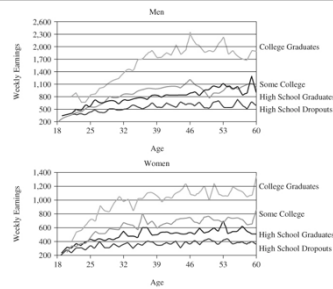 Men
2,600
2,300
2,000
1,700
1,400
1,100
800
500
200
18 25 32 39 46 53 60
Weekly Earnings
Age
College Graduates
Some College
High School Graduates
High School Dropouts
Women
1,400
1,200
1,000
800
600
400
200
18 25 32 39 46 53 60
Weekly Earnings
Age
College Graduates
Some College
High School Graduates
High School Dropouts